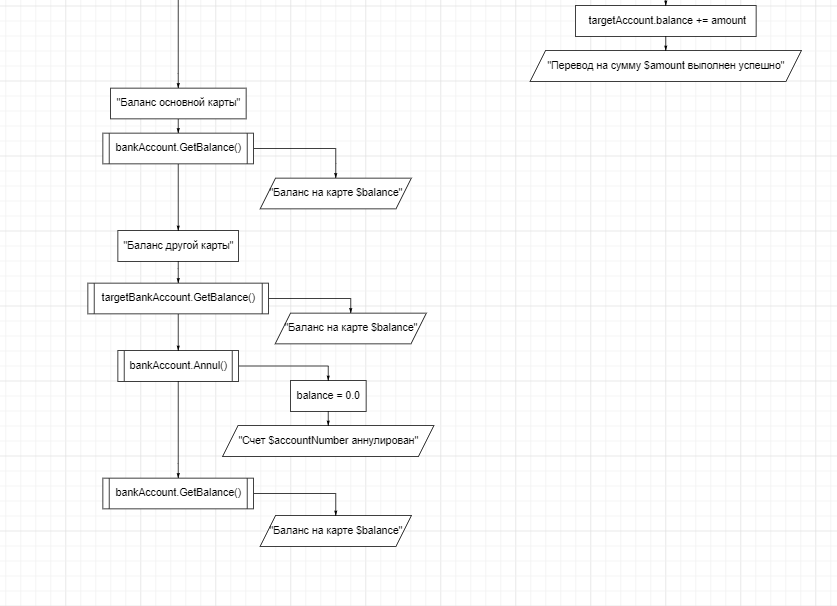 targetAccount.balance += amount
"Перевод на сумму $amount выполнен успешно"
"Баланс основной карты"
bankAccount.GetBalance()
"Баланс на карте $balance"
"Баланс другой карты"
targetBankAccount.GetBalance()
"Баланс на карте $balance"
bankAccount.Annul()
balance = 0.0
"Счет $accountNumber аннулирован"
bankAccount.GetBalance()
"Баланс на карте $balance"